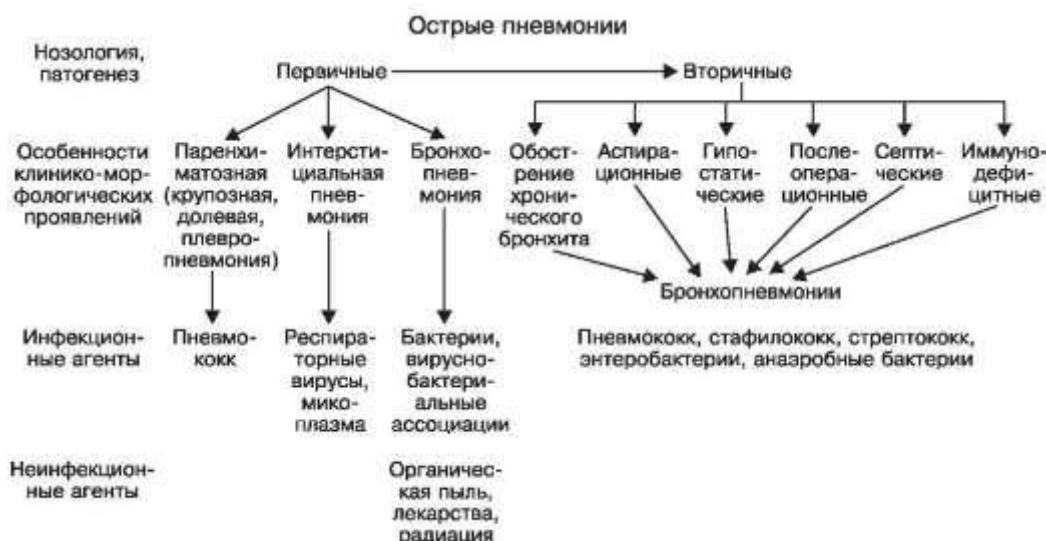 Острые пневмонии
Нозология,
патогенез
Первичные
Вторичные
Особенности
клинико-мор-
фологических
проявлений
Паренхи-
матозная
(крупозная,
долевая,
плевро-
пневмония)
Интерсти-
циальная
пнев-
мония
Бронхо-
пнев-
мония
Обост-
рение
хрони-
ческого
бронхита
Аспира-
ционные
Гипо-
стати-
ческие
После-
опера-
ционные
Септи-
ческие
Иммуно-
дефи-
цитные
Бронхопневмонии
Инфекцион-
ные агенты
Пневмо-
кокк
Респира-
торные
вирусы,
мико-
плазма
Бактерии,
вирусно-
бактери-
альные
ассоциации
Пневмококк, стафилококк, стрептококк,
энтеробактерии, анаэробные бактерии
Неинфекцион-
ные агенты
Органичес-
кая пыль,
лекарства,
радиация